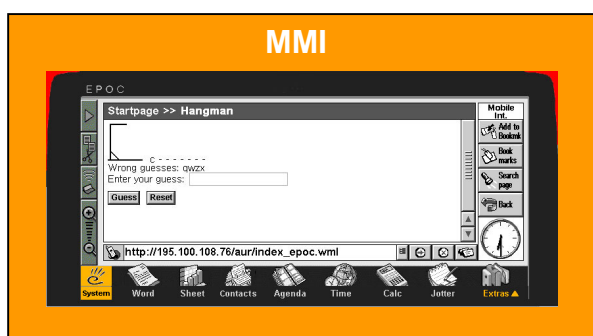 MMI
EPOC
Startpage >> Hangman
c - - - - - - -
Wrong guesses: qwzx
Enter your guess:
Guess Reset
http://195.100.108.76/aur/index_epoc.wml
Mobile
Int.
Add to
Bookmk
Book
marks
Search
page
Back
System Word Sheet Contacts Agenda Time Calc Jotter Extras ▲